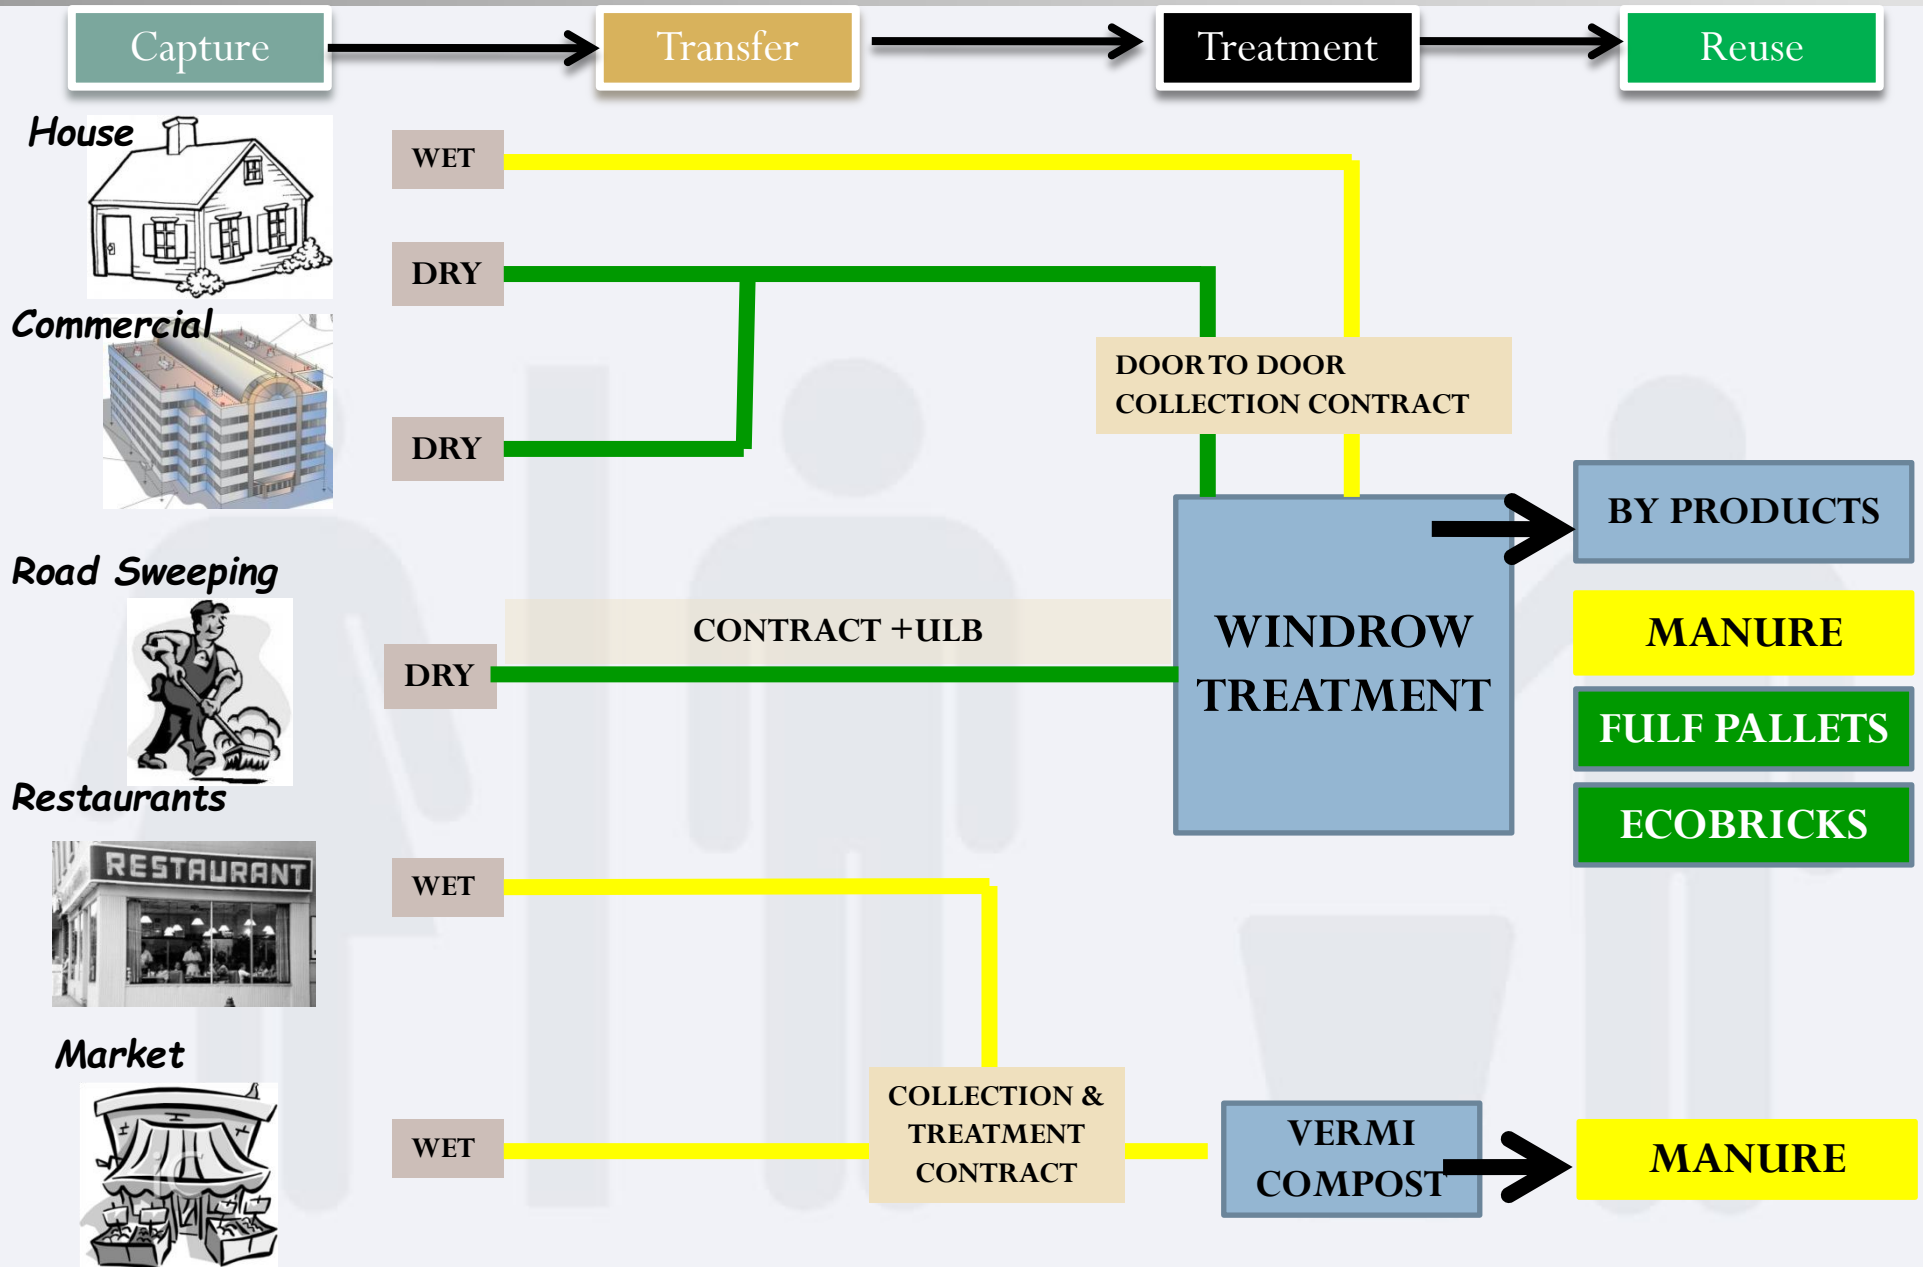 Capture
Transfer
Treatment
Reuse
House
WET
DRY
Commercial
DOOR TO DOOR
COLLECTION CONTRACT
DRY
BY PRODUCTS
Road Sweeping
CONTRACT +ULB
WINDROW
TREATMENT
MANURE
DRY
FULF PALLETS
Restaurants
ECOBRICKS
RESTAURANT
WET
Market
COLLECTION &
TREATMENT
CONTRACT
WET
VERMI
COMPOST
MANURE